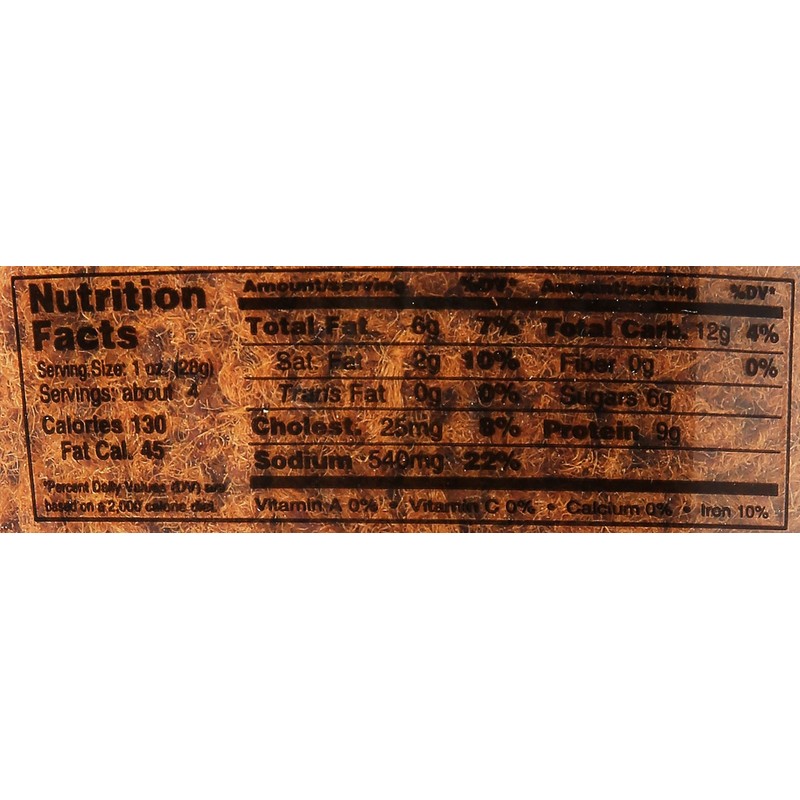 Nutrition
Facts
Serving Size: 1 oz. (28g)
Servings: about 4
Calories 130
Fat Cal. 45
*Percent Daily Values (DV) are
based on a 2,000 calorie diet.
Amount/serving %DV* Amount/serving %DV*
Total Fat. 6g 7% Total Carb. 12g 4%
Sat. Fat 2g 10% Fiber 0g 0%
Trans Fat 0g 0% Sugars 6g
Cholest. 25mg 8% Protein 9g
Sodium 540mg 22%
Vitamin A 0% • Vitamin C 0% • Calcium 0% • Iron 10%